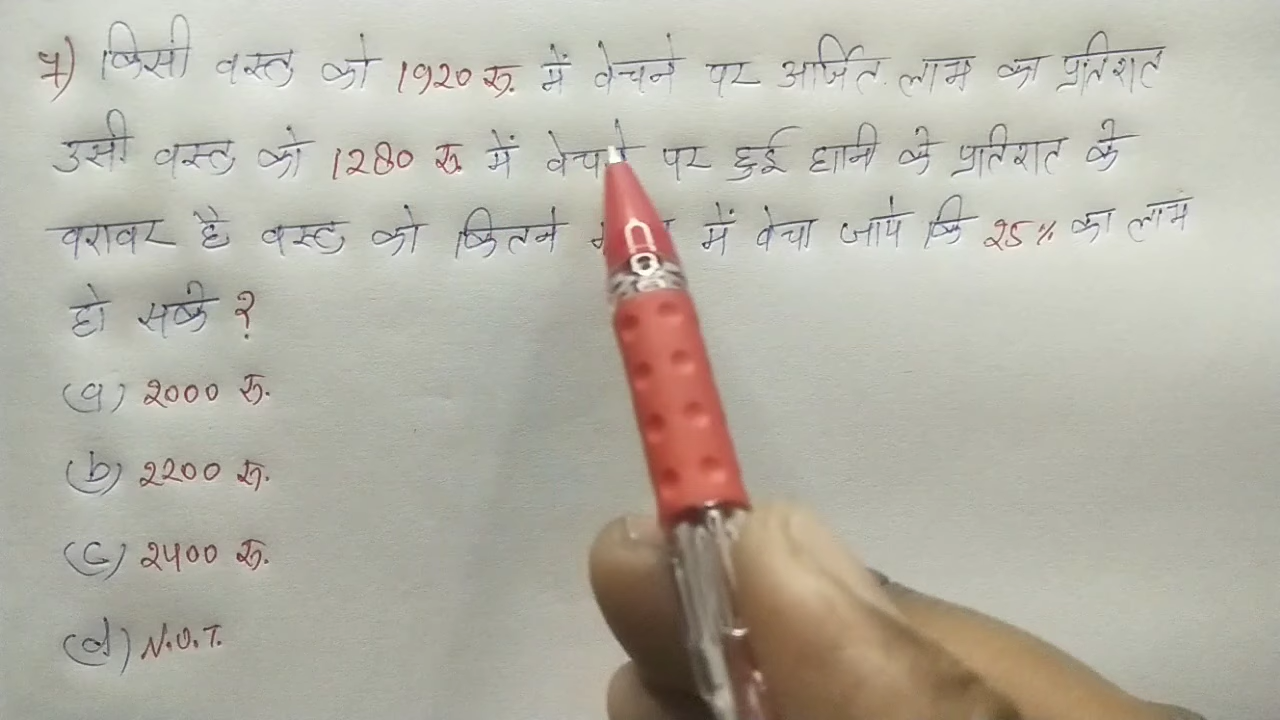 7) किसी वस्तु को 1920 रु. में बेचने पर अर्जित लाभ का प्रतिशत
उसी वस्तु को 1280 रु. में बेचने पर हुई हानी के प्रतिशत के
बराबर है वस्तु को कितने में बेचा जाये कि 25% का लाभ
हो सके ?
(a) 2000 रु.
(b) 2200 रु.
(c) 2400 रु.
(d) N.O.T.